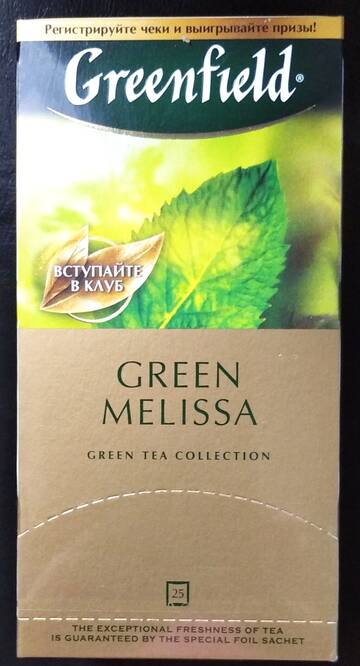 Регистрируйте чеки и выигрывайте призы!
Greenfield®
ВСТУПАЙТЕ
В КЛУБ
GREEN
MELISSA
GREEN TEA COLLECTION
25
THE EXCEPTIONAL FRESHNESS OF TEA
IS GUARANTEED BY THE SPECIAL FOIL SACHET